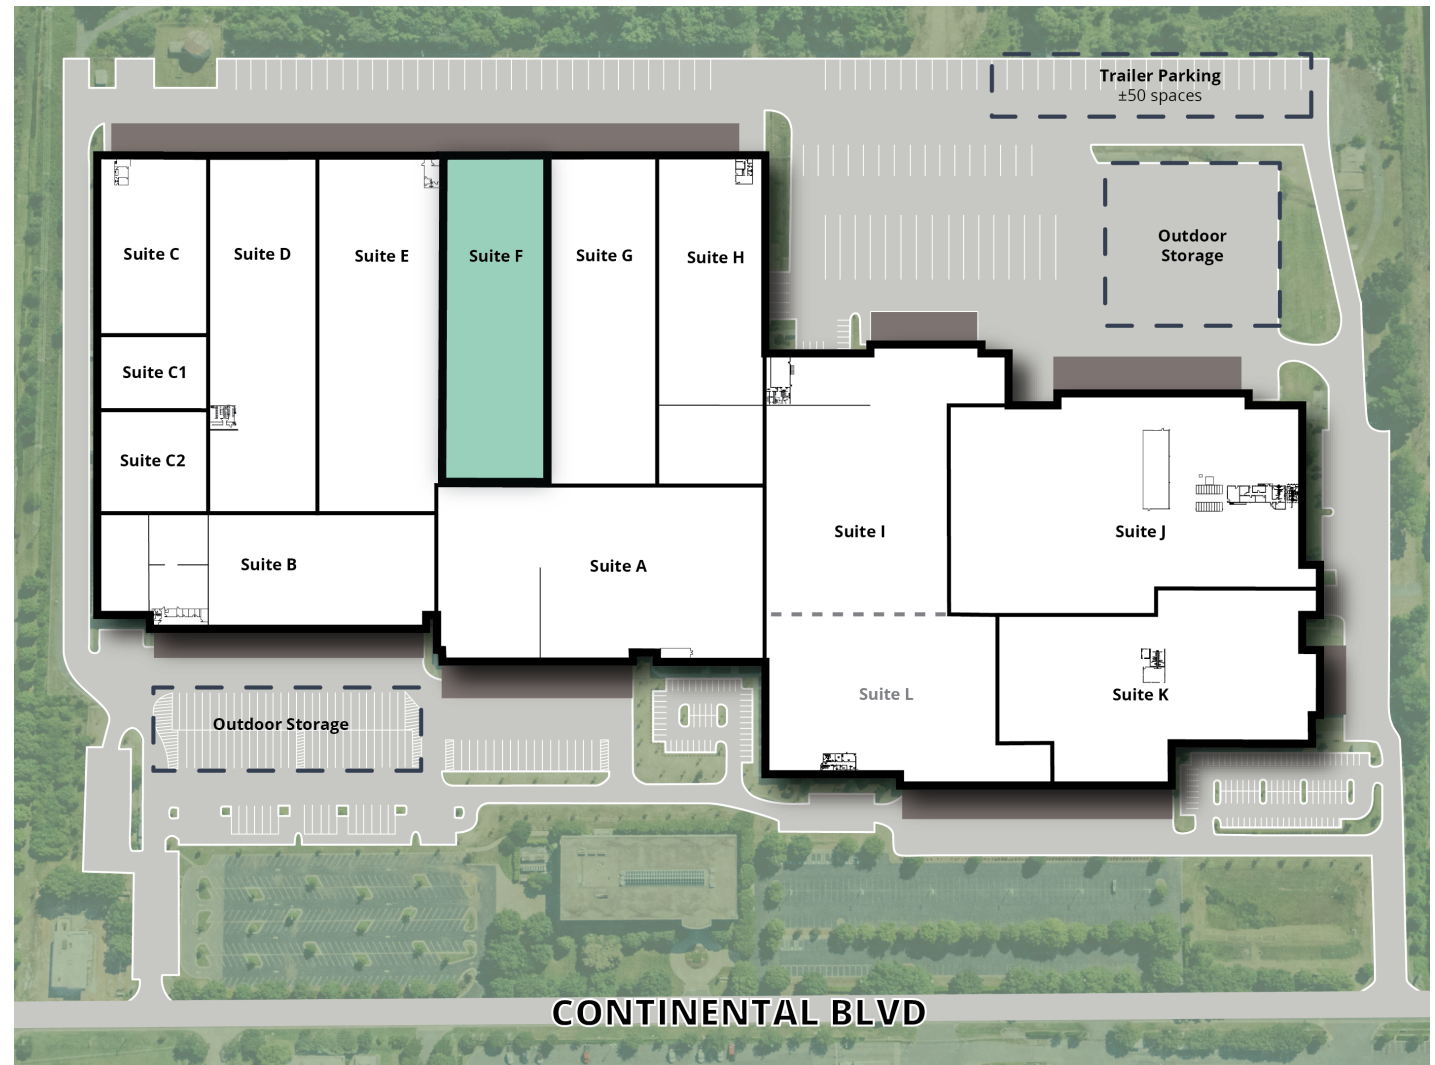 Trailer Parking
±50 spaces
Outdoor
Storage
Suite C
Suite D
Suite E
Suite F
Suite G
Suite H
Suite C1
Suite C2
Suite B
Suite A
Suite I
Suite J
Suite L
Suite K
Outdoor Storage
CONTINENTAL BLVD